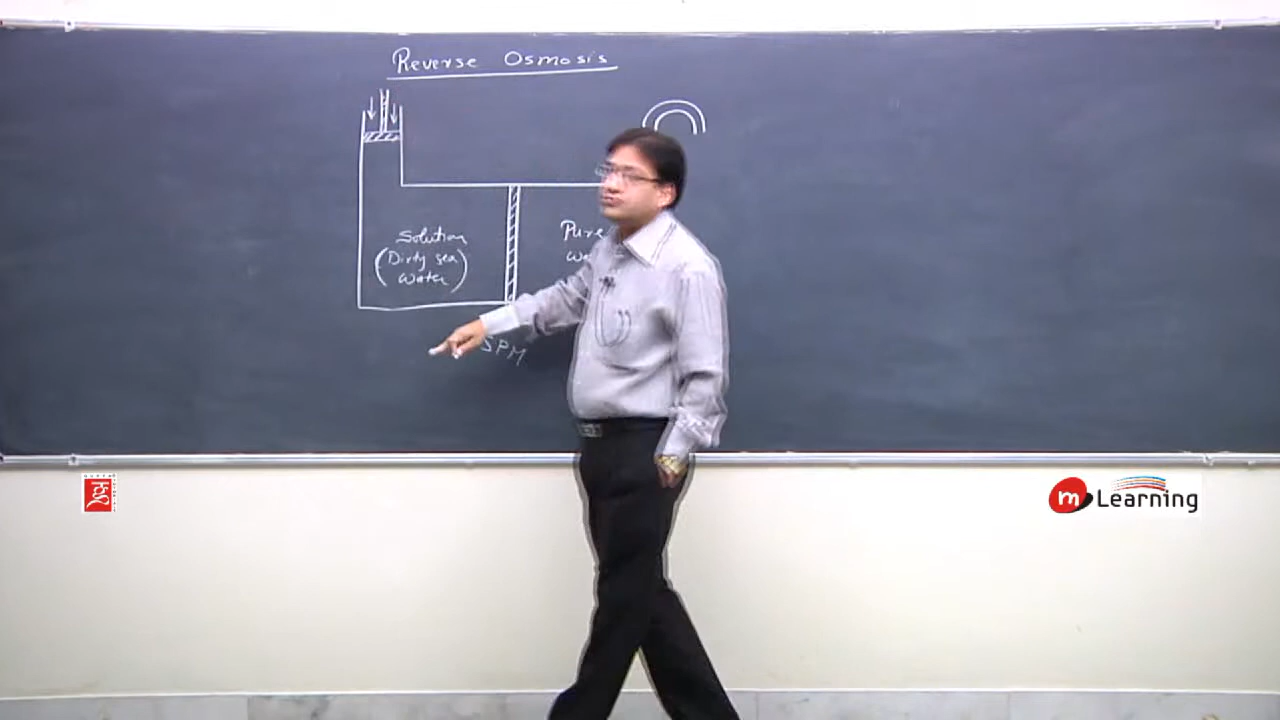 Reverse Osmosis
Solution
(Dirty sea
Water)
Pure
SPM
m Learning